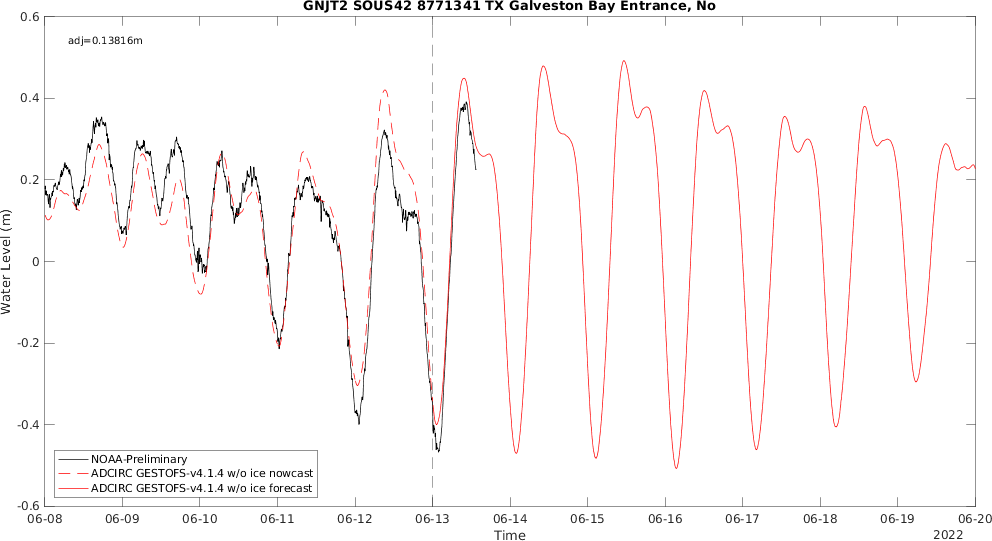 GNJT2 SOUS42 8771341 TX Galveston Bay Entrance, No
adj=0.13816m
0.6
0.4
0.2
0
-0.2
-0.4
-0.6
Water Level (m)
NOAA-Preliminary
ADCIRC GESTOFS-v4.1.4 w/o ice nowcast
ADCIRC GESTOFS-v4.1.4 w/o ice forecast
06-08 06-09 06-10 06-11 06-12 06-13 06-14 06-15 06-16 06-17 06-18 06-19 06-20
Time
2022